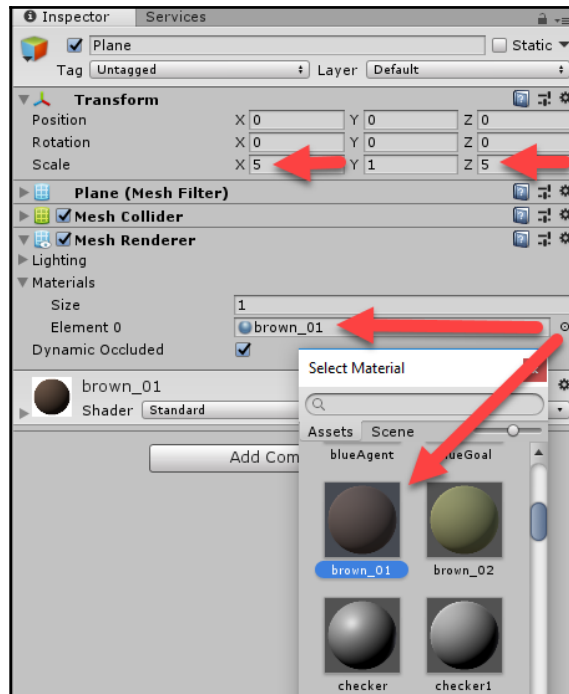 Inspector Services
Plane Static
Tag Untagged Layer Default
Transform
Position X 0 Y 0 Z 0
Rotation X 0 Y 0 Z 0
Scale X 5 Y 1 Z 5
Plane (Mesh Filter)
Mesh Collider
Mesh Renderer
Lighting
Materials
Size 1
Element 0 brown_01
Dynamic Occluded
Select Material
brown_01
Shader Standard
Assets Scene
Add Com
blueAgent
brown_01 brown_02
checker checker1